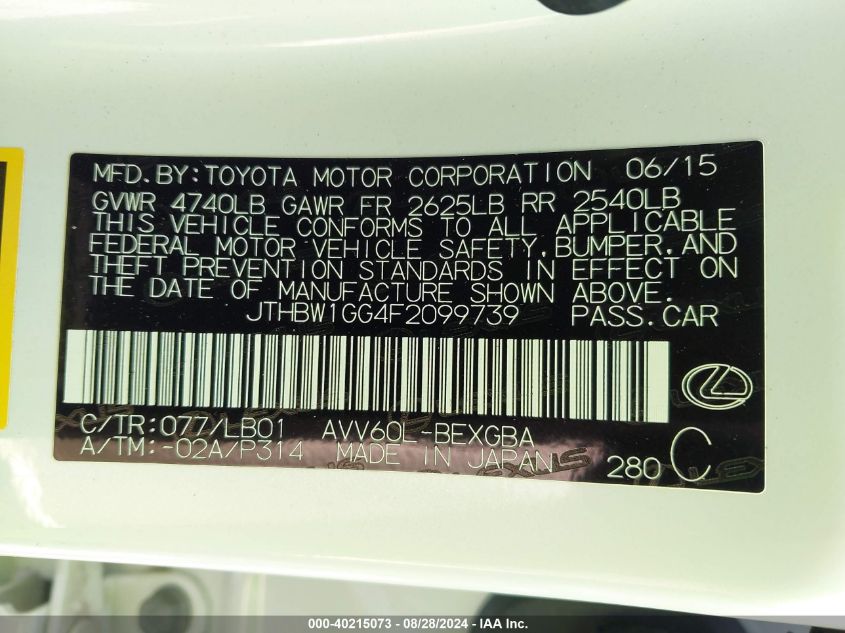 MFD.BY:TOYOTA MOTOR CORPORATION 06/15
GVWR 4740LB GAWR FR 2625LB RR 2540LB
THIS VEHICLE CONFORMS TO ALL APPLICABLE
FEDERAL MOTOR VEHICLE SAFETY,BUMPER,AND
THEFT PREVENTION STANDARDS IN EFFECT ON
THE DATE OF MANUFACTURE SHOWN ABOVE.
JTHBW1GG4F2099739 PASS.CAR
C/TR:077/LB01 AVV60L-BEXGBA
A/TM:-02A/P314 MADE IN JAPAN 280 C
000-40215073 - 08/28/2024 - IAA Inc.